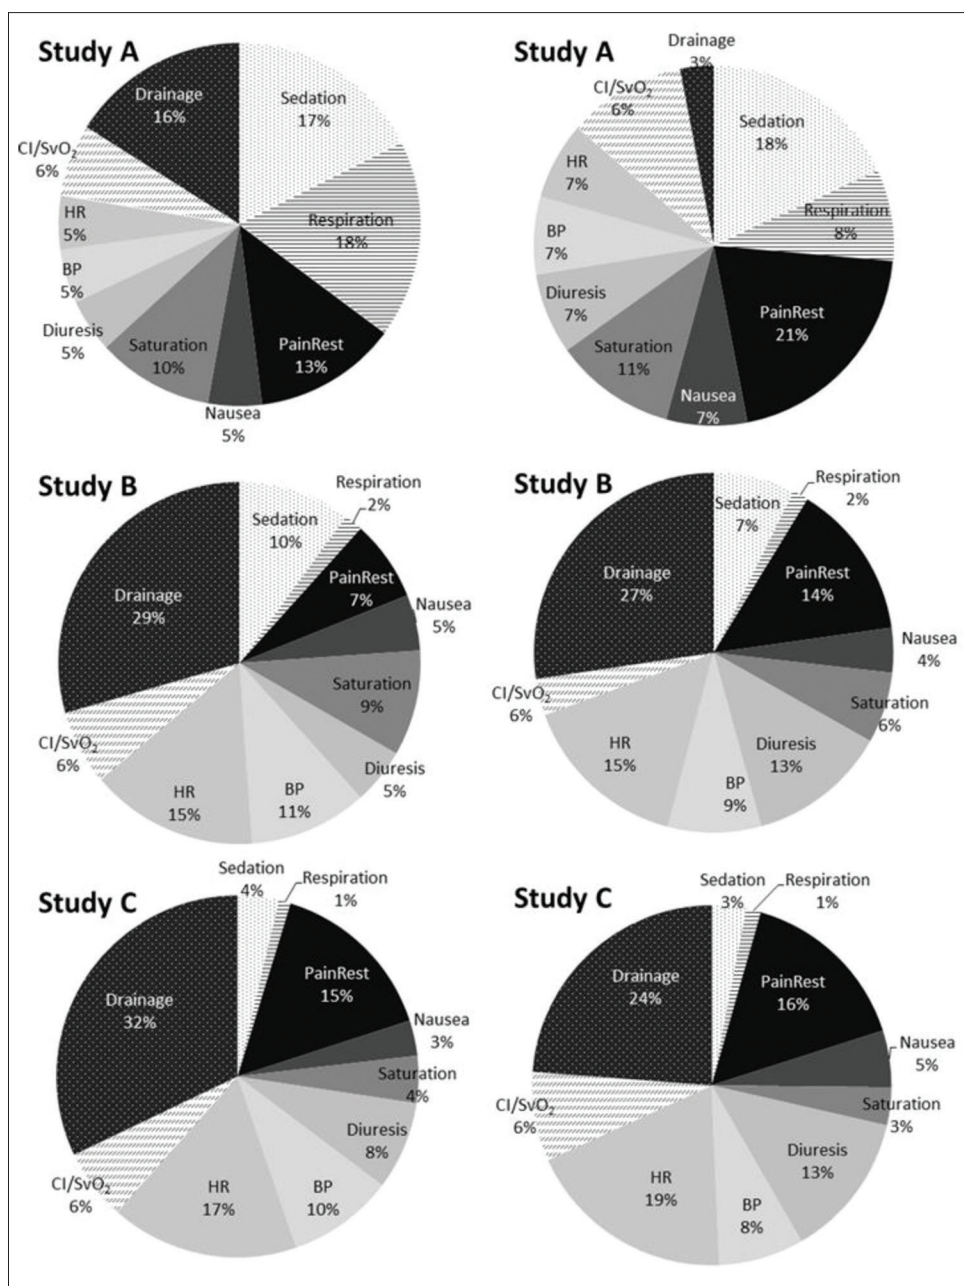 Study A
Drainage
16%
Sedation
17%
CI/SvO₂
6%
Respiration
18%
HR
5%
BP
5%
Diuresis
5%
Saturation
10%
PainRest
13%
Nausea
5%
Study A
Drainage
3%
CI/SvO₂
6%
Sedation
18%
HR
7%
Respiration
8%
BP
7%
Diuresis
7%
PainRest
21%
Saturation
11%
Nausea
7%
Study B
Respiration
2%
Sedation
10%
Drainage
29%
PainRest
7%
Nausea
5%
Saturation
9%
CI/SvO₂
6%
Diuresis
5%
HR
15%
BP
11%
Study B
Respiration
2%
Sedation
7%
Drainage
27%
PainRest
14%
Nausea
4%
CI/SvO₂
6%
Saturation
6%
HR
15%
Diuresis
13%
BP
9%
Study C
Sedation
4%
Respiration
1%
Drainage
32%
PainRest
15%
Nausea
3%
Saturation
4%
Diuresis
8%
CI/SvO₂
6%
HR
17%
BP
10%
Study C
Sedation
3%
Respiration
1%
Drainage
24%
PainRest
16%
Nausea
5%
CI/SvO₂
6%
Saturation
3%
Diuresis
13%
HR
19%
BP
8%